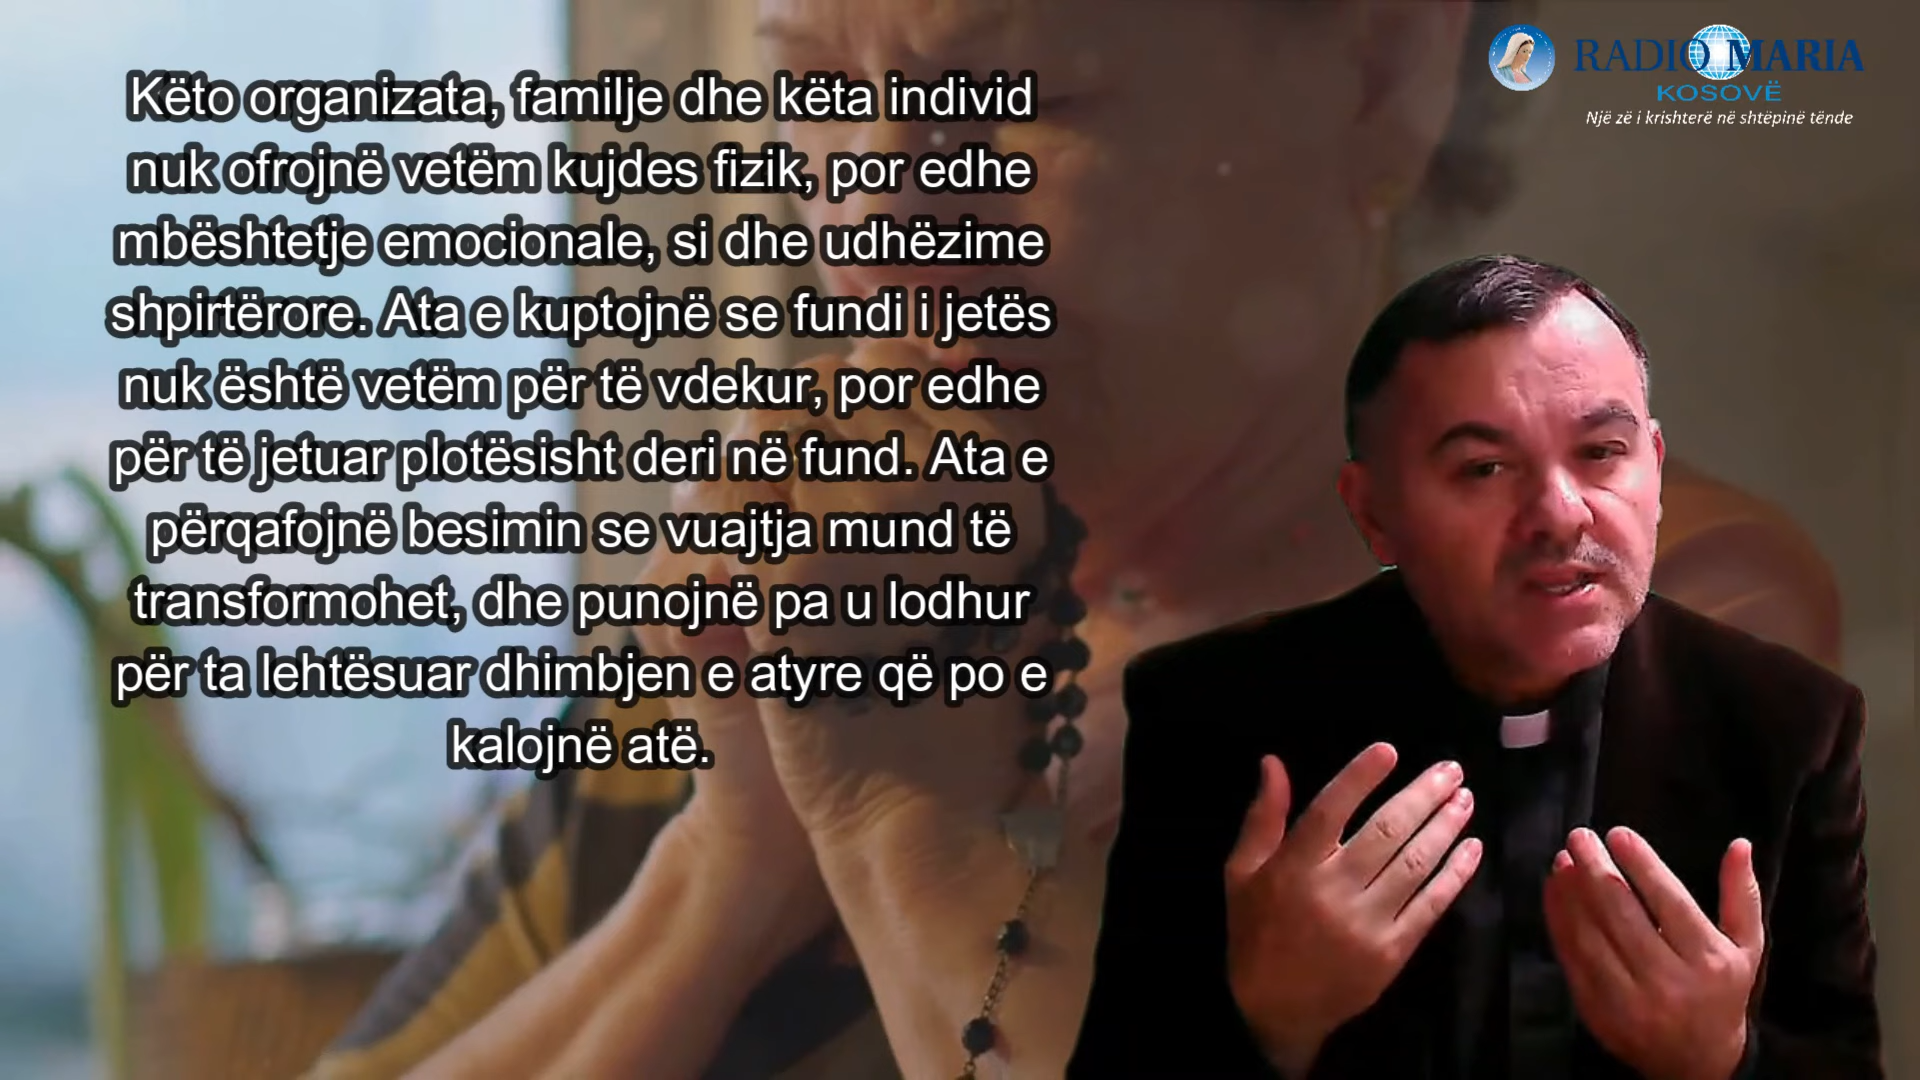 Këto organizata, familje dhe këta individ
nuk ofrojnë vetëm kujdes fizik, por edhe
mbështetje emocionale, si dhe udhëzime
shpirtërore. Ata e kuptojnë se fundi i jetës
nuk është vetëm për të vdekur, por edhe
për të jetuar plotësisht deri në fund. Ata e
përqafojnë besimin se vuajtja mund të
transformohet, dhe punojnë pa u lodhur
për ta lehtësuar dhimbjen e atyre që po e
kalojnë atë.
RADIO MARIA
KOSOVË
Një zë i krishterë në shtëpinë tënde